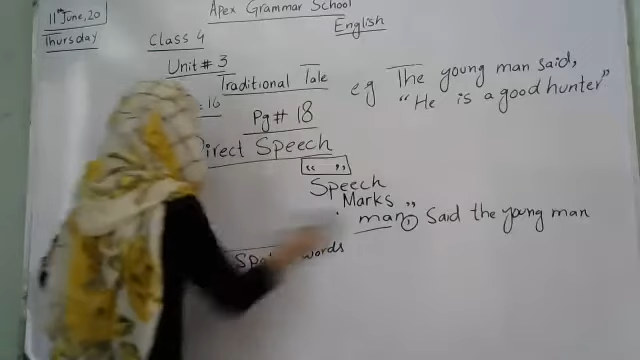 Apex Grammar School
11th June, 20
Thursday
English
Class 4
Unit # 3
Traditional Tale
16
Pg # 18
Direct Speech
“ ”
Speech
Marks
e.g The young man said,
“He is a good hunter”
man” Said the young man
words